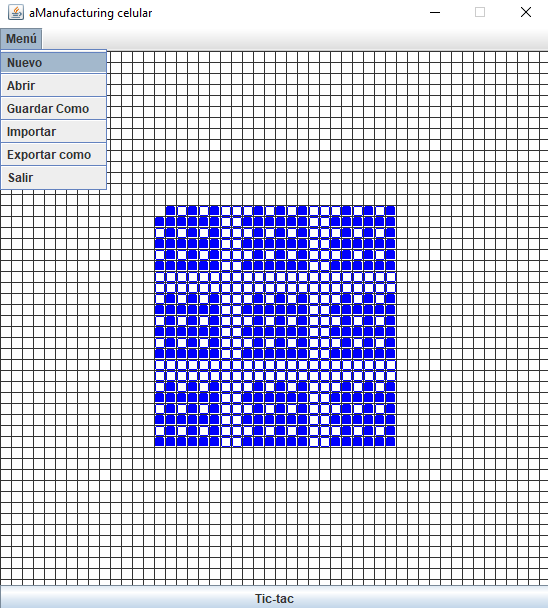 aManufacturing celular
Menú
Nuevo
Abrir
Guardar Como
Importar
Exportar como
Salir
Tic-tac